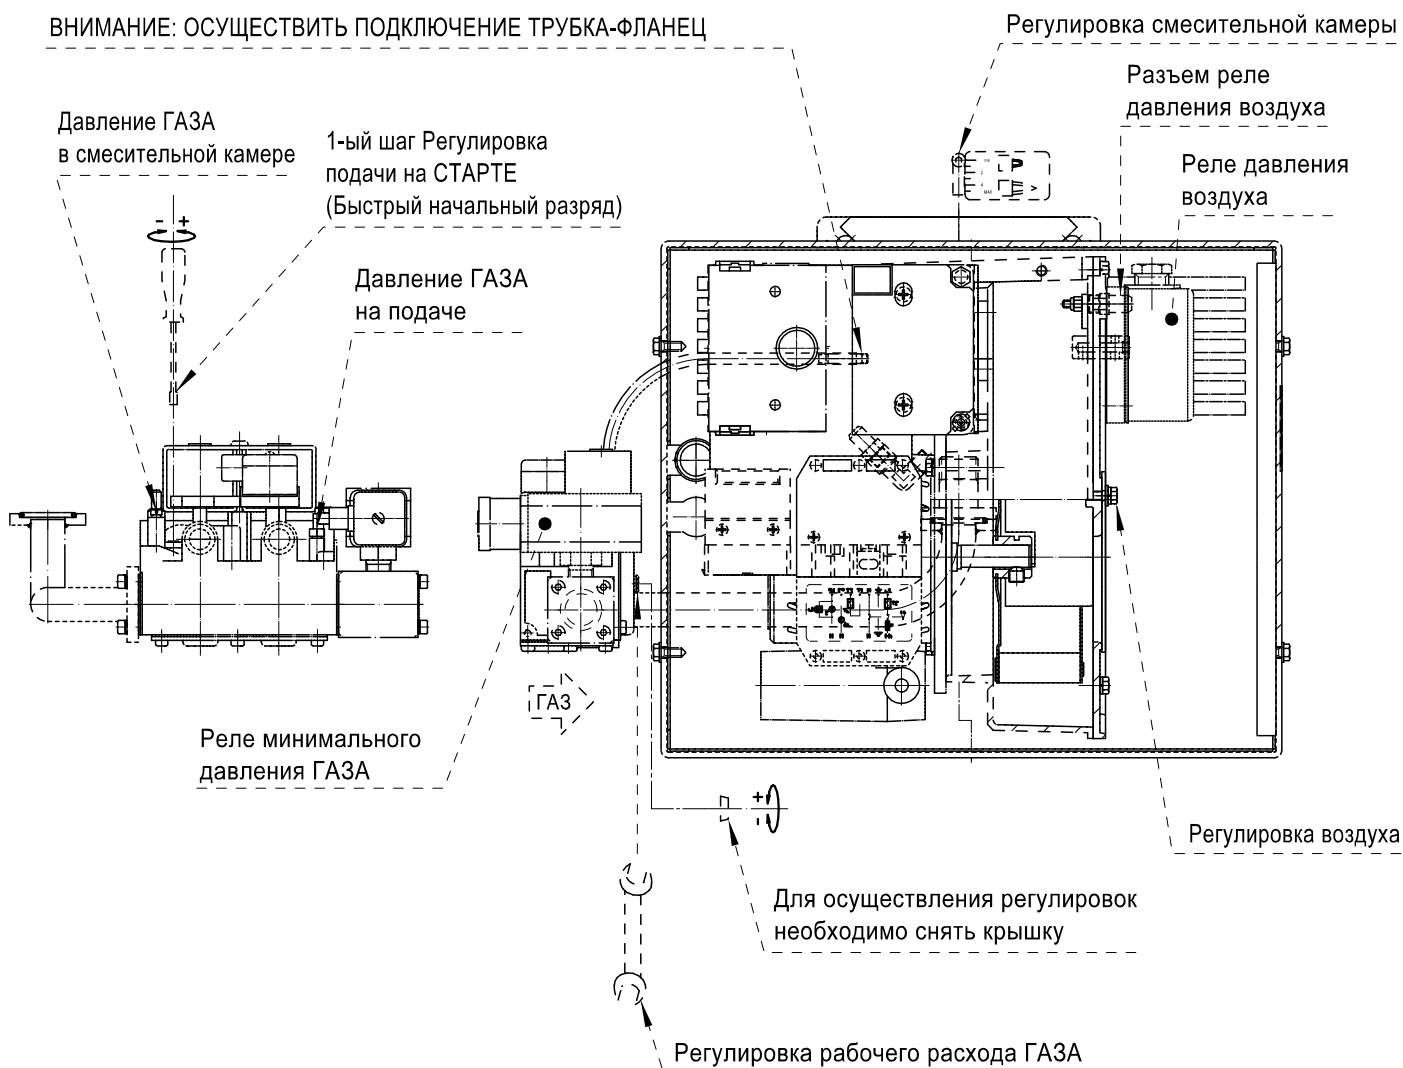 ВНИМАНИЕ: ОСУЩЕСТВИТЬ ПОДКЛЮЧЕНИЕ ТРУБКА-ФЛАНЕЦ
Регулировка смесительной камеры
Разъем реле
давления воздуха
Реле давления
воздуха
Давление ГАЗА
в смесительной камере
1-ый шаг Регулировка
подачи на СТАРТЕ
(Быстрый начальный разряд)
- +
Давление ГАЗА
на подаче
ГАЗ
Реле минимального
давления ГАЗА
+
-
Регулировка воздуха
Для осуществления регулировок
необходимо снять крышку
Регулировка рабочего расхода ГАЗА